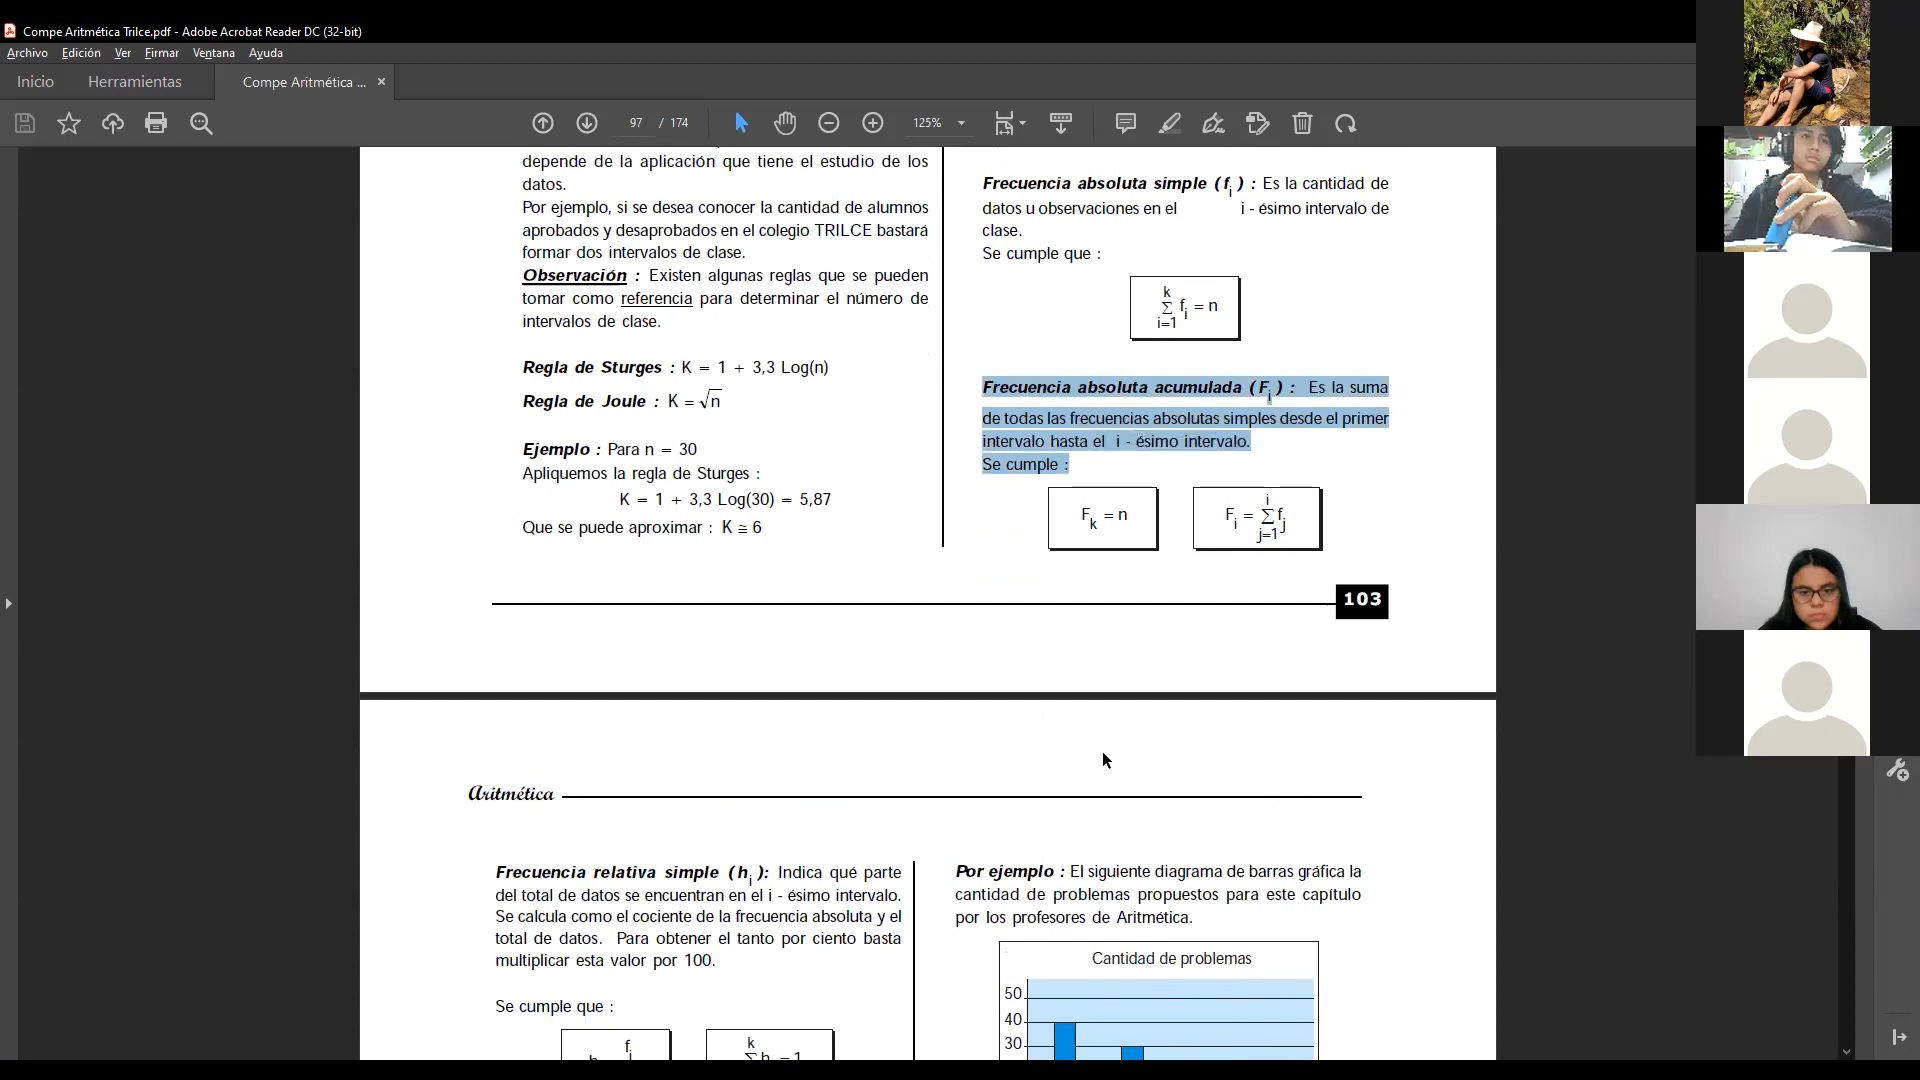 Compe Aritmética Trilce.pdf - Adobe Acrobat Reader DC (32-bit)
Archivo Edición Ver Firmar Ventana Ayuda
Inicio Herramientas Compe Aritmética ... ×
97 / 174 125%
depende de la aplicación que tiene el estudio de los
datos.
Por ejemplo, si se desea conocer la cantidad de alumnos
aprobados y desaprobados en el colegio TRILCE bastará
formar dos intervalos de clase.
Observación : Existen algunas reglas que se pueden
tomar como referencia para determinar el número de
intervalos de clase.
Regla de Sturges : K = 1 + 3,3 Log(n)
Regla de Joule : K = √n
Ejemplo : Para n = 30
Apliquemos la regla de Sturges :
K = 1 + 3,3 Log(30) = 5,87
Que se puede aproximar : K ≅ 6
Frecuencia absoluta simple ( f i ) : Es la cantidad de
datos u observaciones en el i - ésimo intervalo de
clase.
Se cumple que :
k
Σ f i = n
i=1
Frecuencia absoluta acumulada ( F i ) : Es la suma
de todas las frecuencias absolutas simples desde el primer
intervalo hasta el i - ésimo intervalo.
Se cumple :
F k = n
i
F i = Σ f j
j=1
103
Aritmética
Frecuencia relativa simple ( h i ): Indica qué parte
del total de datos se encuentran en el i - ésimo intervalo.
Se calcula como el cociente de la frecuencia absoluta y el
total de datos. Para obtener el tanto por ciento basta
multiplicar esta valor por 100.
Se cumple que :
f i
k
Σ h = 1
Por ejemplo : El siguiente diagrama de barras gráfica la
cantidad de problemas propuestos para este capítulo
por los profesores de Aritmética.
Cantidad de problemas
50
40
30